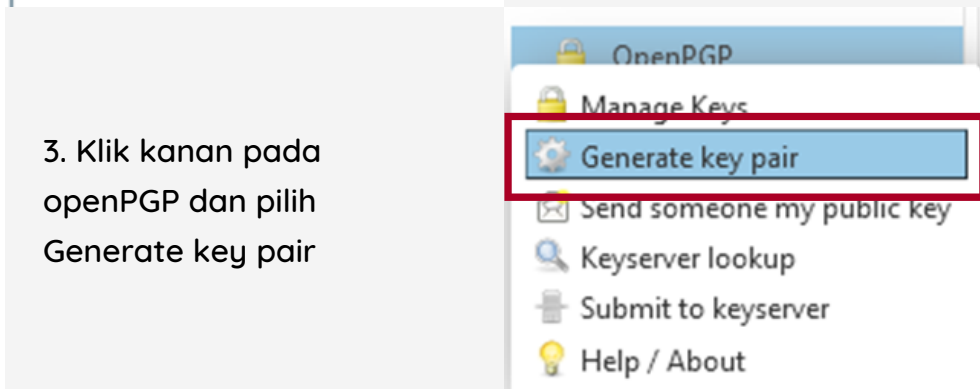 3. Klik kanan pada
openPGP dan pilih
Generate key pair
OpenPGP
Manage Keys
Generate key pair
Send someone my public key
Keyserver lookup
Submit to keyserver
Help / About